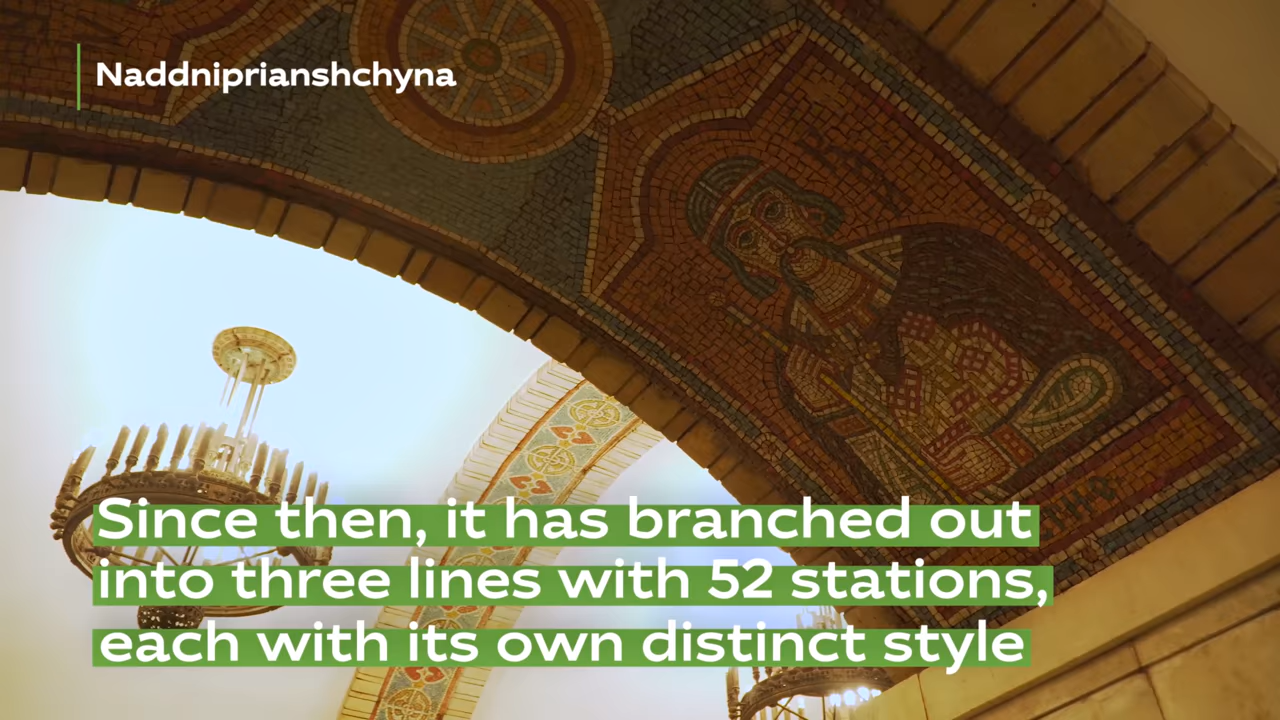 Naddniprianshchyna
Since then, it has branched out
into three lines with 52 stations,
each with its own distinct style